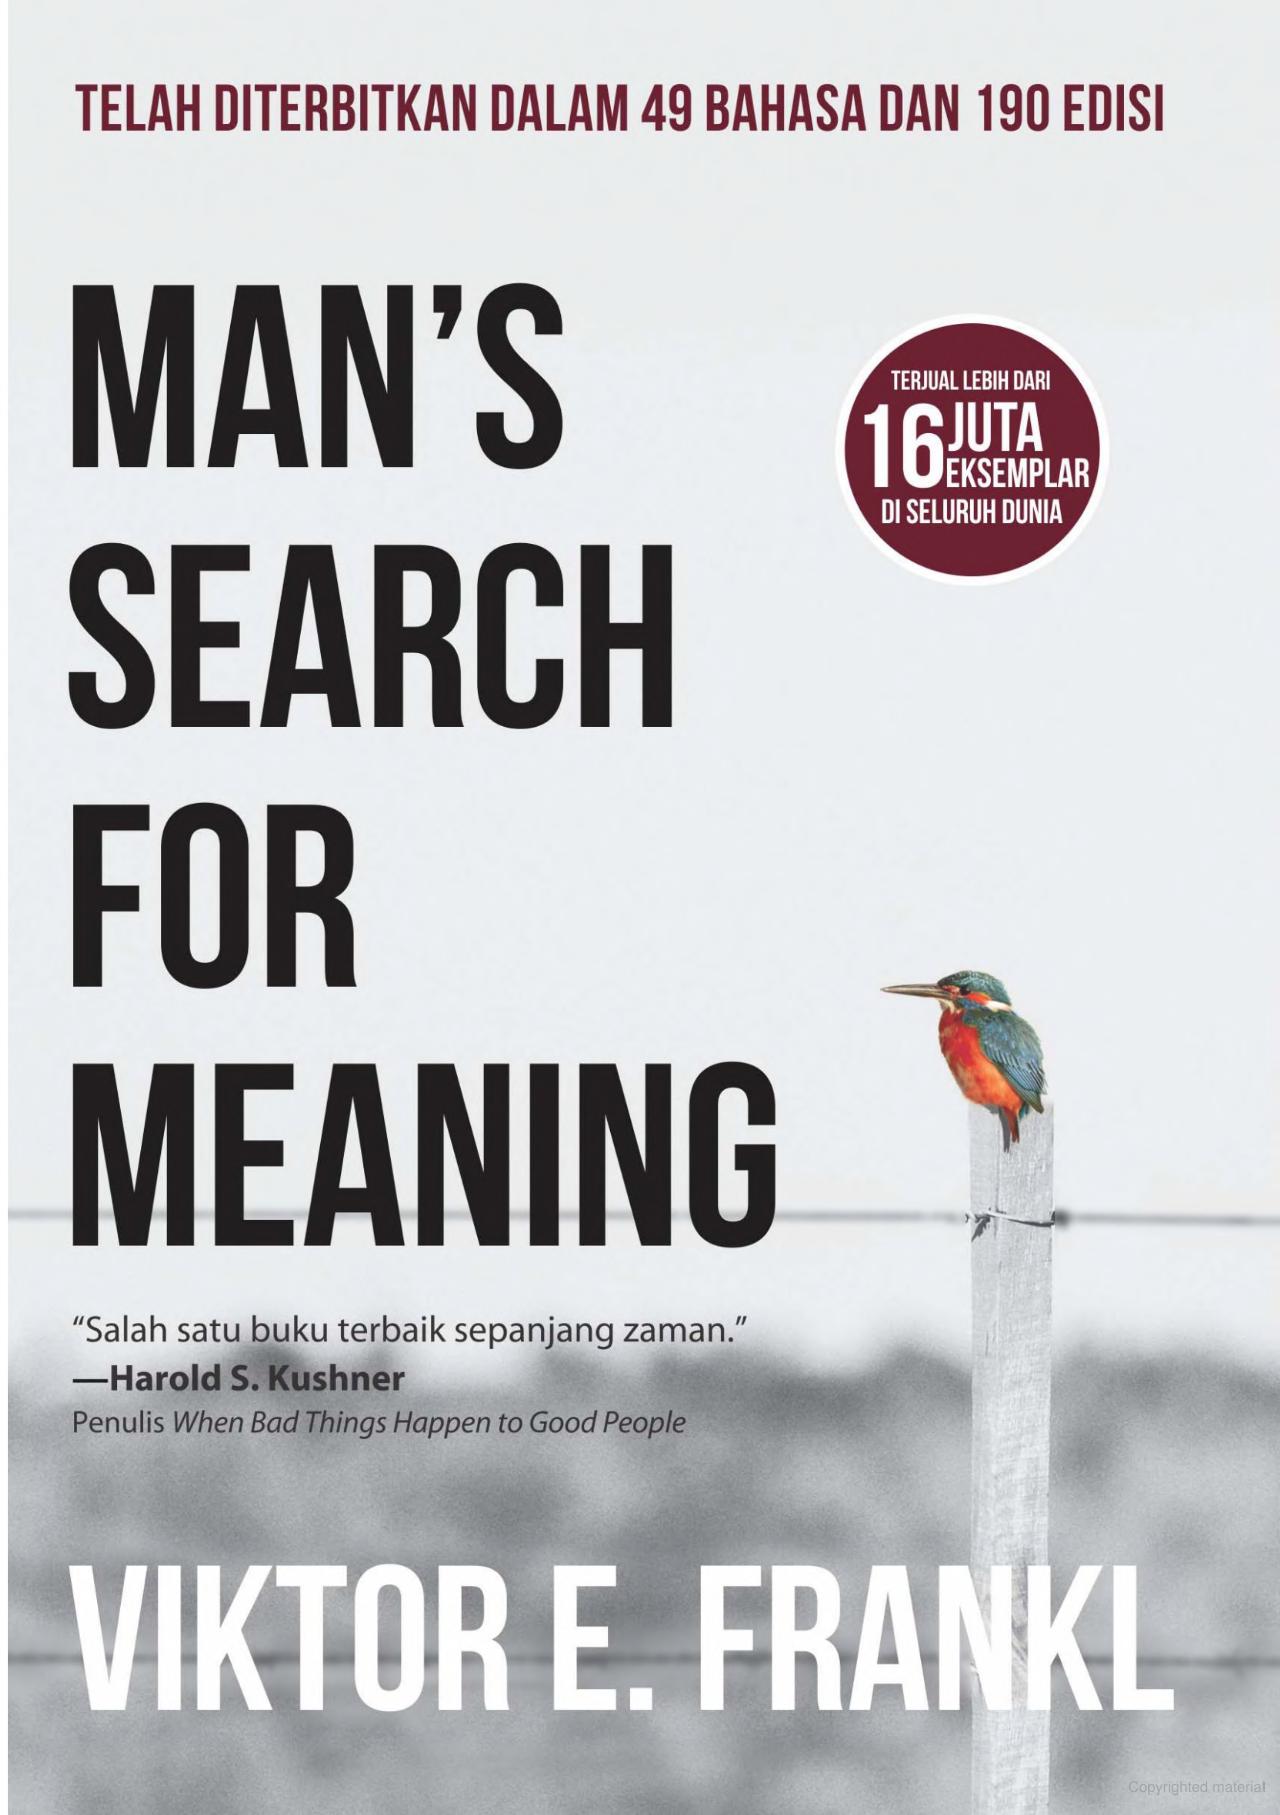 TELAH DITERBITKAN DALAM 49 BAHASA DAN 190 EDISI
MAN'S
SEARCH
FOR
MEANING
TERJUAL LEBIH DARI
16 JUTA
EKSEMPLAR
DI SELURUH DUNIA
“Salah satu buku terbaik sepanjang zaman.”
—Harold S. Kushner
Penulis When Bad Things Happen to Good People
VIKTOR E. FRANKL
Copyrighted material